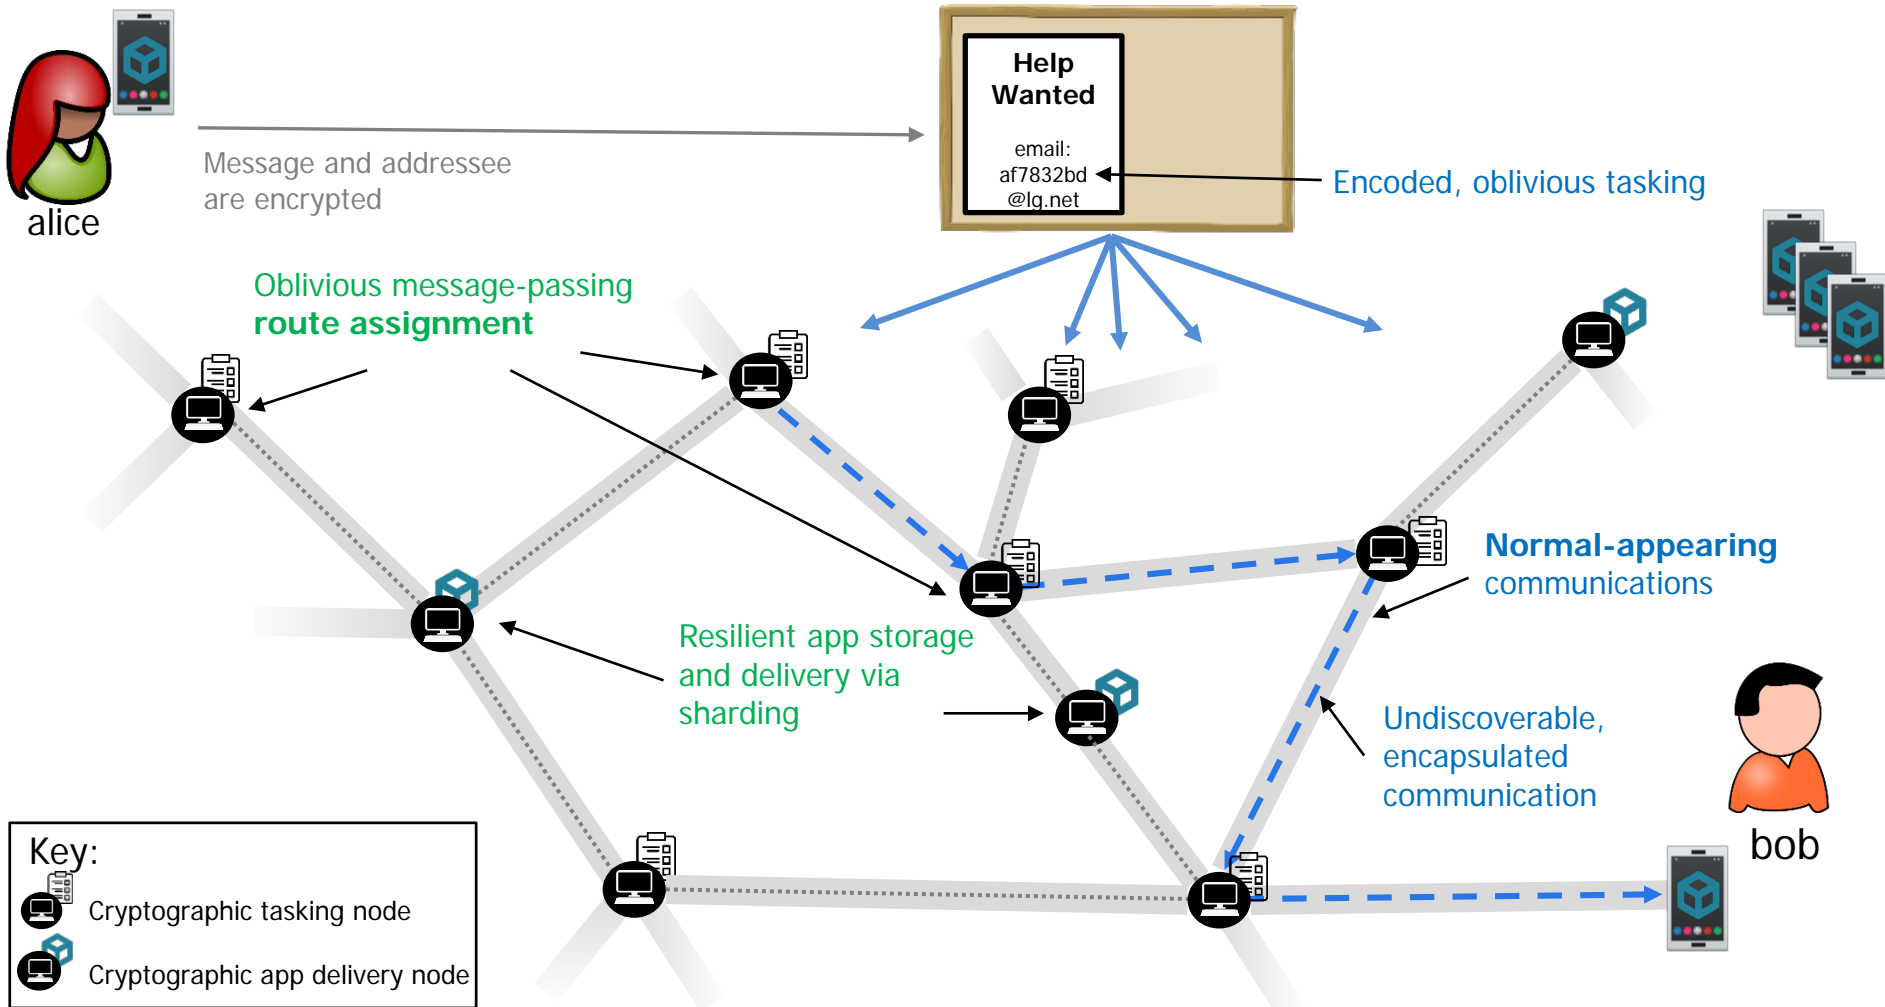 Help
Wanted
email:
af7832bd
@lg.net
Message and addressee
are encrypted
alice
Encoded, oblivious tasking
Oblivious message-passing
route assignment
Normal-appearing
communications
Resilient app storage
and delivery via
sharding
Undiscoverable,
encapsulated
communication
bob
Key:
Cryptographic tasking node
Cryptographic app delivery node